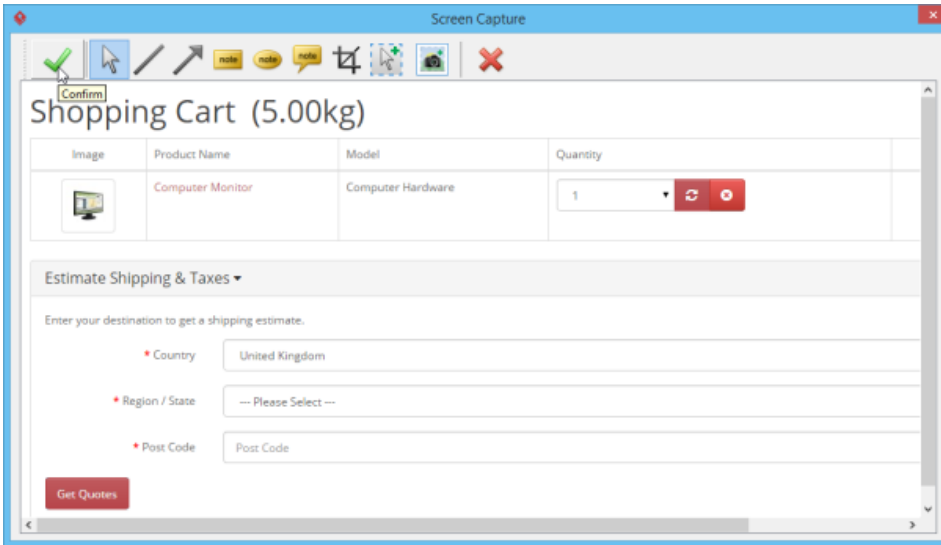 Screen Capture
note note note
Confirm
Shopping Cart (5.00kg)
Image Product Name Model Quantity
Computer Monitor Computer Hardware 1
Estimate Shipping & Taxes
Enter your destination to get a shipping estimate.
* Country United Kingdom
* Region / State --- Please Select ---
* Post Code Post Code
Get Quotes